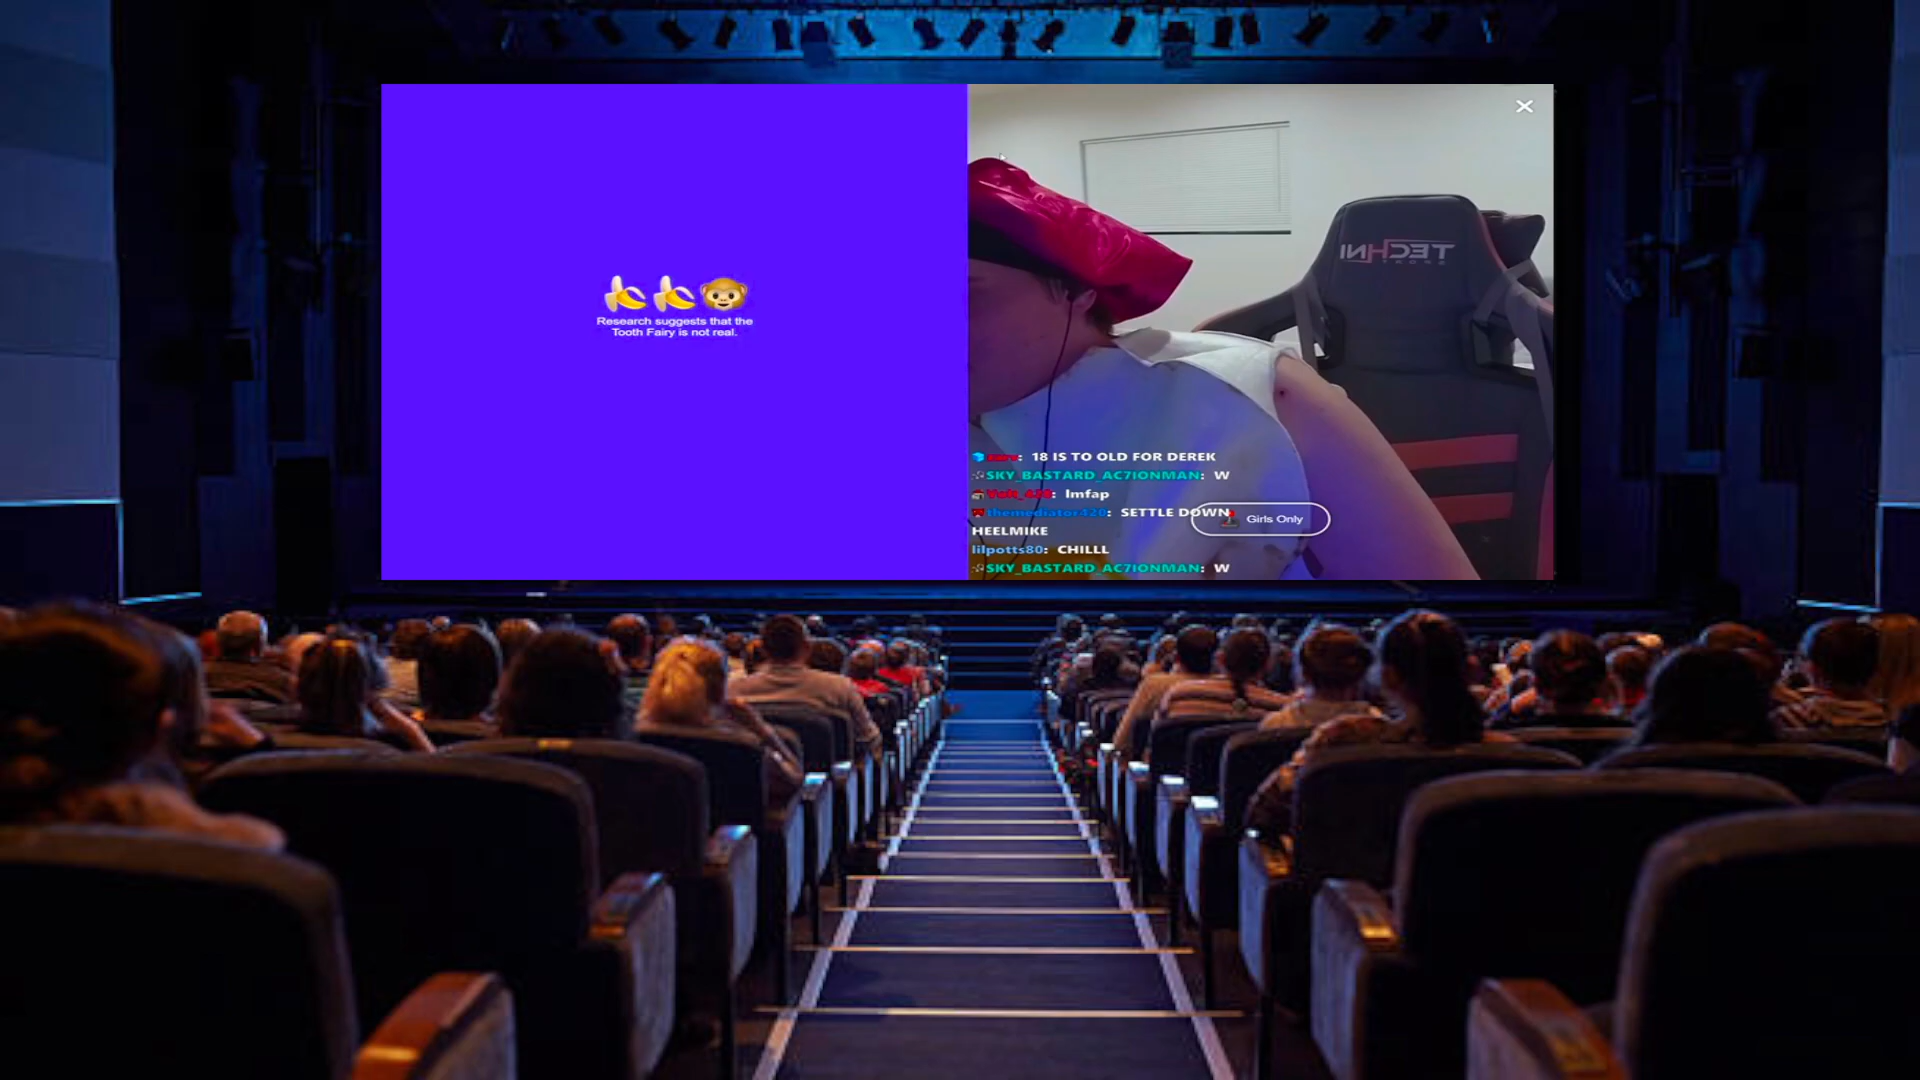 Research suggests that the
Tooth Fairy is not real.
18 IS TO OLD FOR DEREK
SKY_BASTARD_AC7IONMAN: W
lmfap
themediator420: SETTLE DOWN
HEELMIKE
lilpotts80: CHILLL
SKY_BASTARD_AC7IONMAN: W
Girls Only